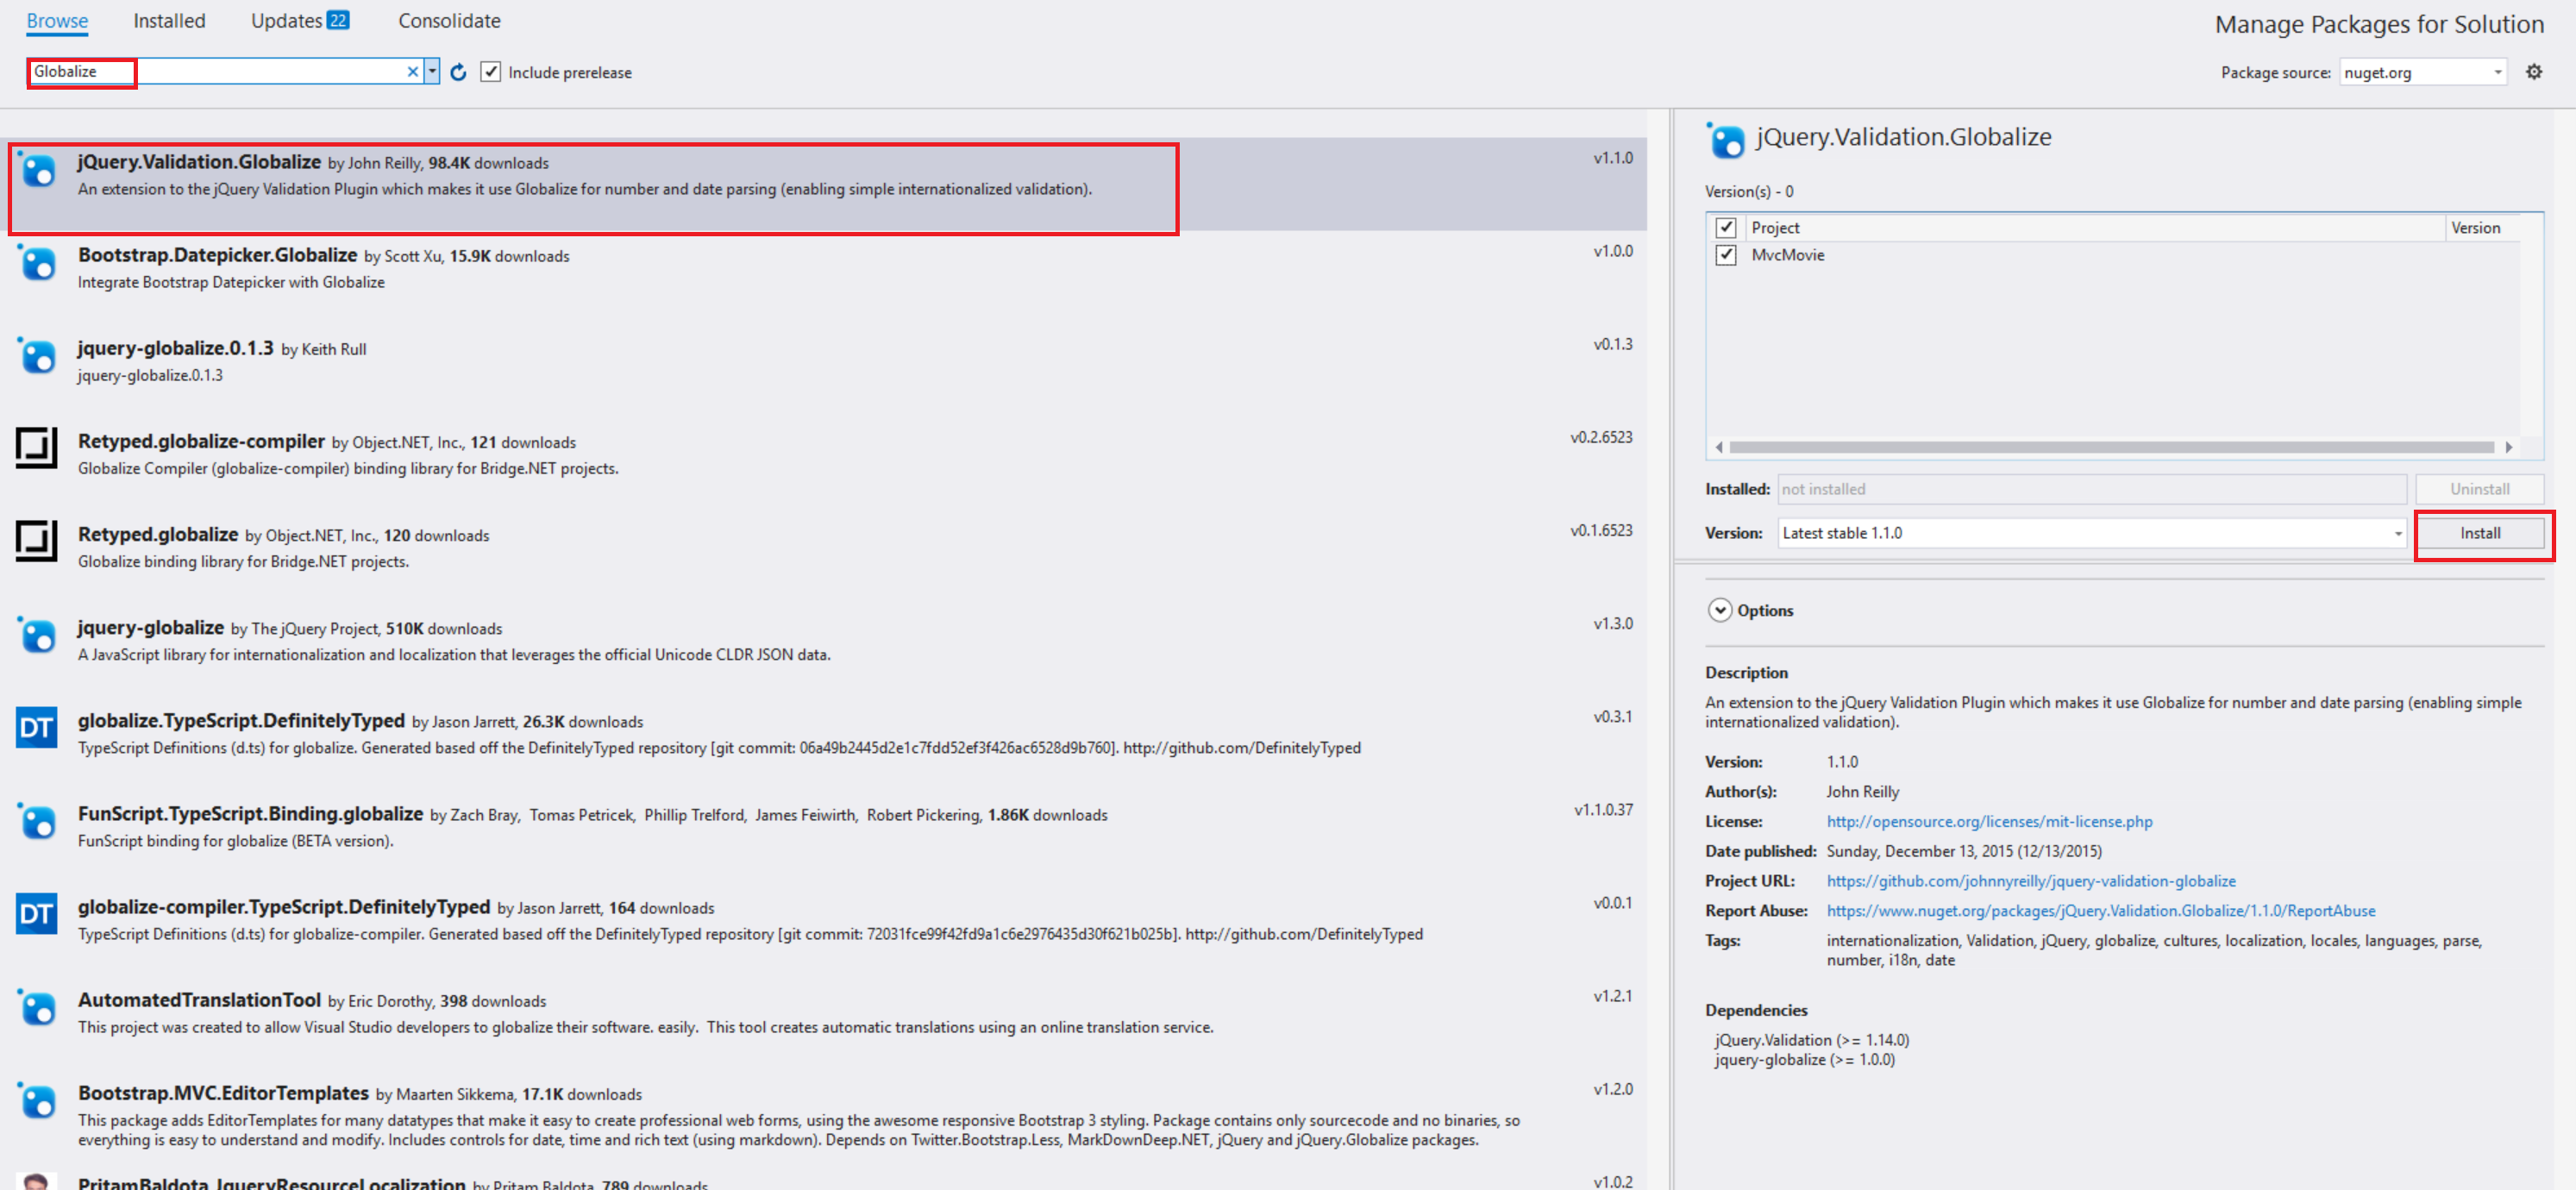 Browse Installed Updates 22 Consolidate
Manage Packages for Solution
Globalize
Include prerelease
Package source: nuget.org
jQuery.Validation.Globalize by John Reilly, 98.4K downloads v1.1.0
An extension to the jQuery Validation Plugin which makes it use Globalize for number and date parsing (enabling simple internationalized validation).
Bootstrap.Datepicker.Globalize by Scott Xu, 15.9K downloads v1.0.0
Integrate Bootstrap Datepicker with Globalize
jquery-globalize.0.1.3 by Keith Rull v0.1.3
jquery-globalize.0.1.3
Retyped.globalize-compiler by Object.NET, Inc., 121 downloads v0.2.6523
Globalize Compiler (globalize-compiler) binding library for Bridge.NET projects.
Retyped.globalize by Object.NET, Inc., 120 downloads v0.1.6523
Globalize binding library for Bridge.NET projects.
jquery-globalize by The jQuery Project, 510K downloads v1.3.0
A JavaScript library for internationalization and localization that leverages the official Unicode CLDR JSON data.
DT
globalize.TypeScript.DefinitelyTyped by Jason Jarrett, 26.3K downloads v0.3.1
TypeScript Definitions (d.ts) for globalize. Generated based off the DefinitelyTyped repository [git commit: 06a49b2445d2e1c7fdd52ef3f426ac6528d9b760]. http://github.com/DefinitelyTyped
FunScript.TypeScript.Binding.globalize by Zach Bray, Tomas Petricek, Phillip Trelford, James Feiwirth, Robert Pickering, 1.86K downloads v1.1.0.37
FunScript binding for globalize (BETA version).
DT
globalize-compiler.TypeScript.DefinitelyTyped by Jason Jarrett, 164 downloads v0.0.1
TypeScript Definitions (d.ts) for globalize-compiler. Generated based off the DefinitelyTyped repository [git commit: 72031fce99f42fd9a1c6e2976435d30f621b025b]. http://github.com/DefinitelyTyped
AutomatedTranslationTool by Eric Dorothy, 398 downloads v1.2.1
This project was created to allow Visual Studio developers to globalize their software. easily. This tool creates automatic translations using an online translation service.
Bootstrap.MVC.EditorTemplates by Maarten Sikkema, 17.1K downloads v1.2.0
This package adds EditorTemplates for many datatypes that make it easy to create professional web forms, using the awesome responsive Bootstrap 3 styling. Package contains only sourcecode and no binaries, so
everything is easy to understand and modify. Includes controls for date, time and rich text (using markdown). Depends on Twitter.Bootstrap.Less, MarkDownDeep.NET, jQuery and jQuery.Globalize packages.
PritamBaldota.JqueryResourceLocalization by Pritam Baldota, 789 downloads v1.0.2
jQuery.Validation.Globalize
Version(s) - 0
Project Version
MvcMovie
Installed: not installed Uninstall
Version: Latest stable 1.1.0 Install
Options
Description
An extension to the jQuery Validation Plugin which makes it use Globalize for number and date parsing (enabling simple
internationalized validation).
Version: 1.1.0
Author(s): John Reilly
License: http://opensource.org/licenses/mit-license.php
Date published: Sunday, December 13, 2015 (12/13/2015)
Project URL: https://github.com/johnnyreilly/jquery-validation-globalize
Report Abuse: https://www.nuget.org/packages/jQuery.Validation.Globalize/1.1.0/ReportAbuse
Tags: internationalization, Validation, jQuery, globalize, cultures, localization, locales, languages, parse,
number, i18n, date
Dependencies
jQuery.Validation (>= 1.14.0)
jquery-globalize (>= 1.0.0)